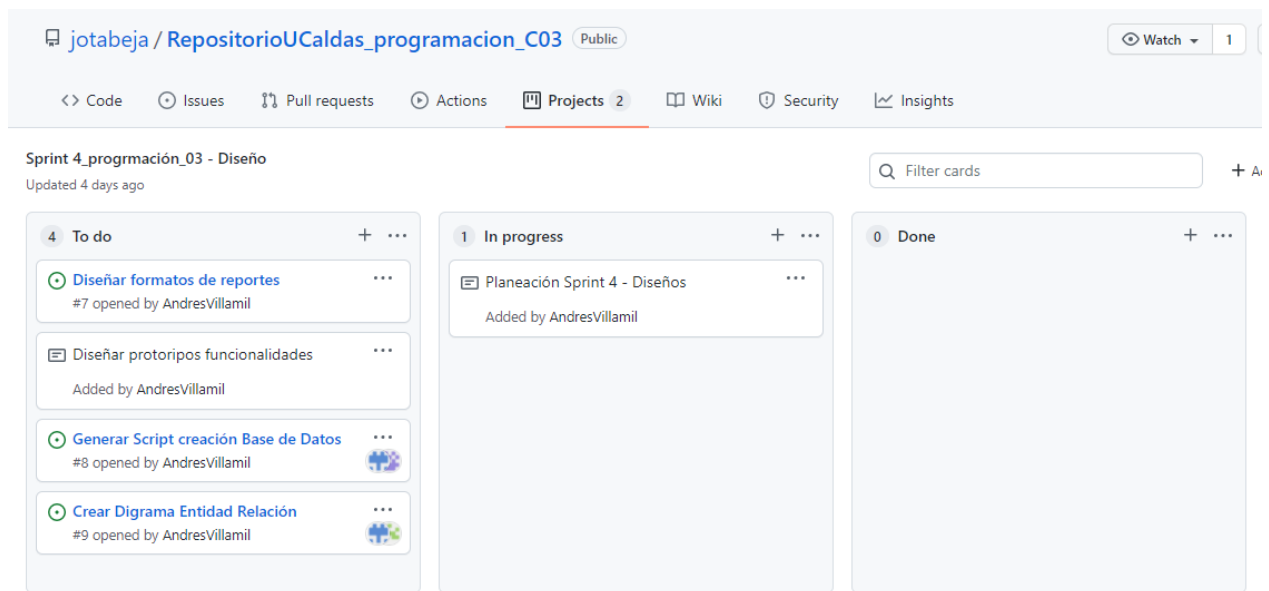 jotabeja / RepositorioUCaldas_programacion_C03 Public
Watch 1
Code Issues Pull requests Actions Projects 2 Wiki Security Insights
Sprint 4_progrmación_03 - Diseño
Updated 4 days ago
Filter cards
4 To do
Diseñar formatos de reportes
#7 opened by AndresVillamil
Diseñar protoripos funcionalidades
Added by AndresVillamil
Generar Script creación Base de Datos
#8 opened by AndresVillamil
Crear Digrama Entidad Relación
#9 opened by AndresVillamil
1 In progress
Planeación Sprint 4 - Diseños
Added by AndresVillamil
0 Done